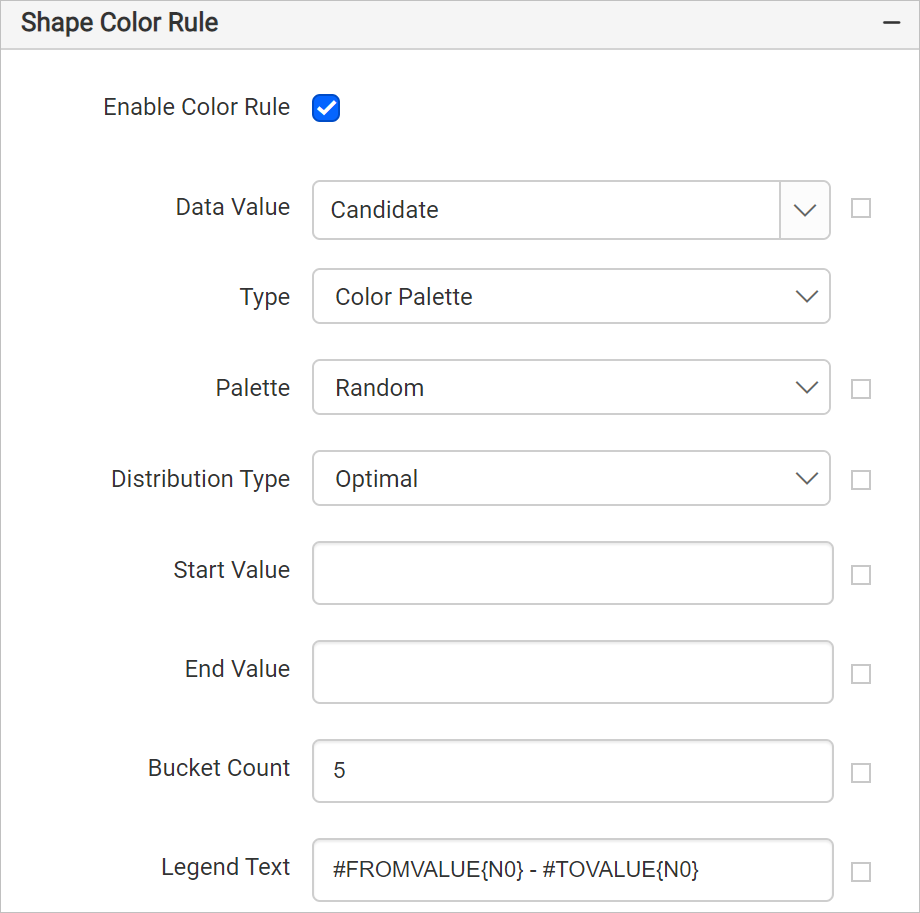 Shape Color Rule
Enable Color Rule
Data Value Candidate
Type Color Palette
Palette Random
Distribution Type Optimal
Start Value
End Value
Bucket Count 5
Legend Text #FROMVALUE{N0} - #TOVALUE{N0}